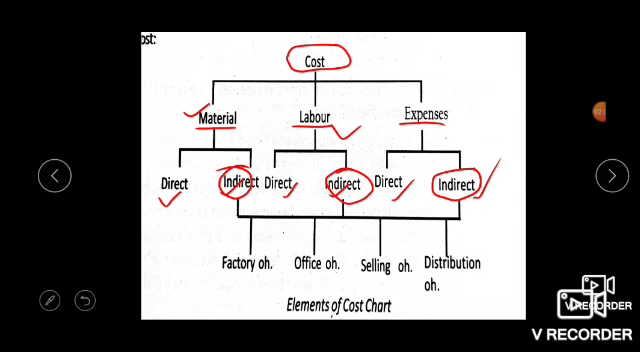 ost:
Cost
Material Labour Expenses
Direct Indirect Direct Indirect Direct Indirect
Factory oh. Office oh. Selling oh. Distribution
oh.
Elements of Cost Chart
V RECORDER
V RECORDER